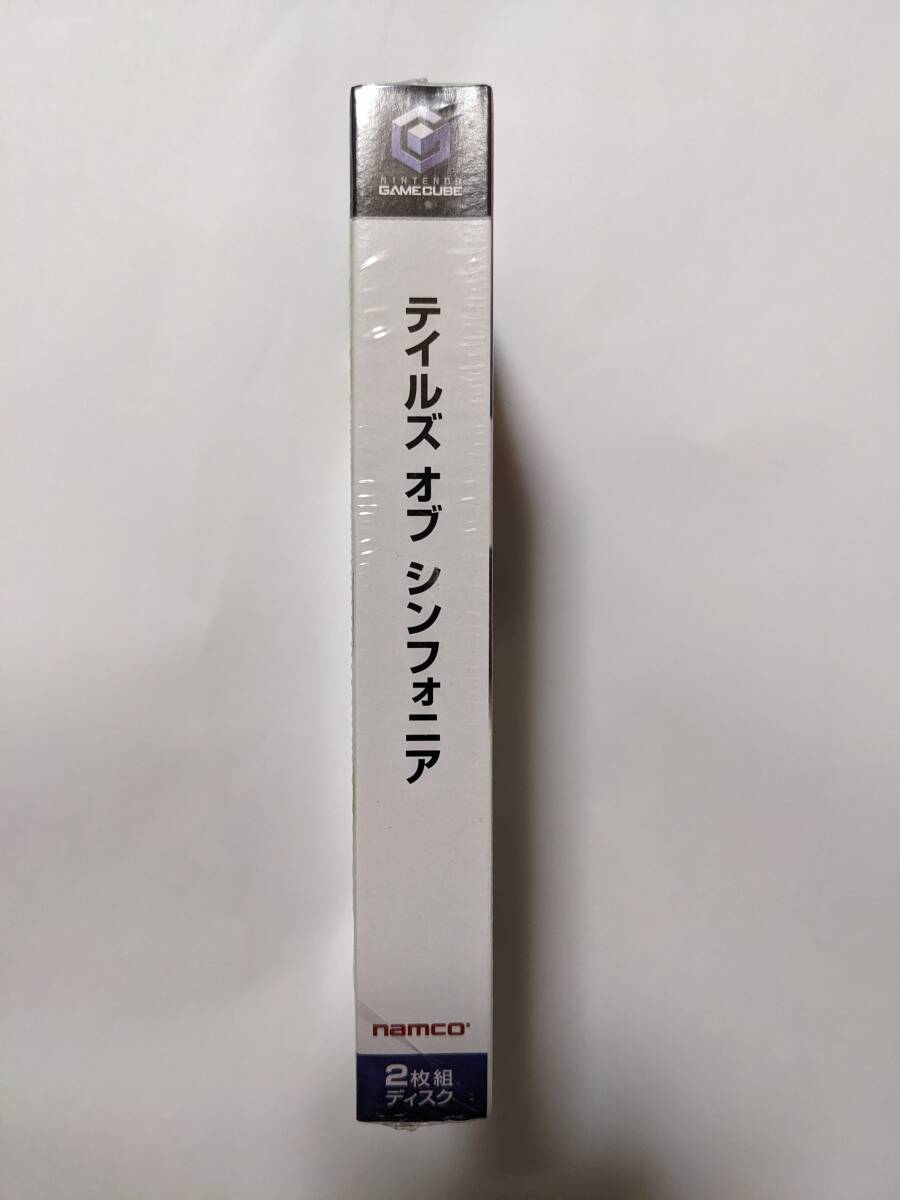 NINTENDO
GAMECUBE
テイルズ オブ シンフォニア
namco®
2枚組
ディスク